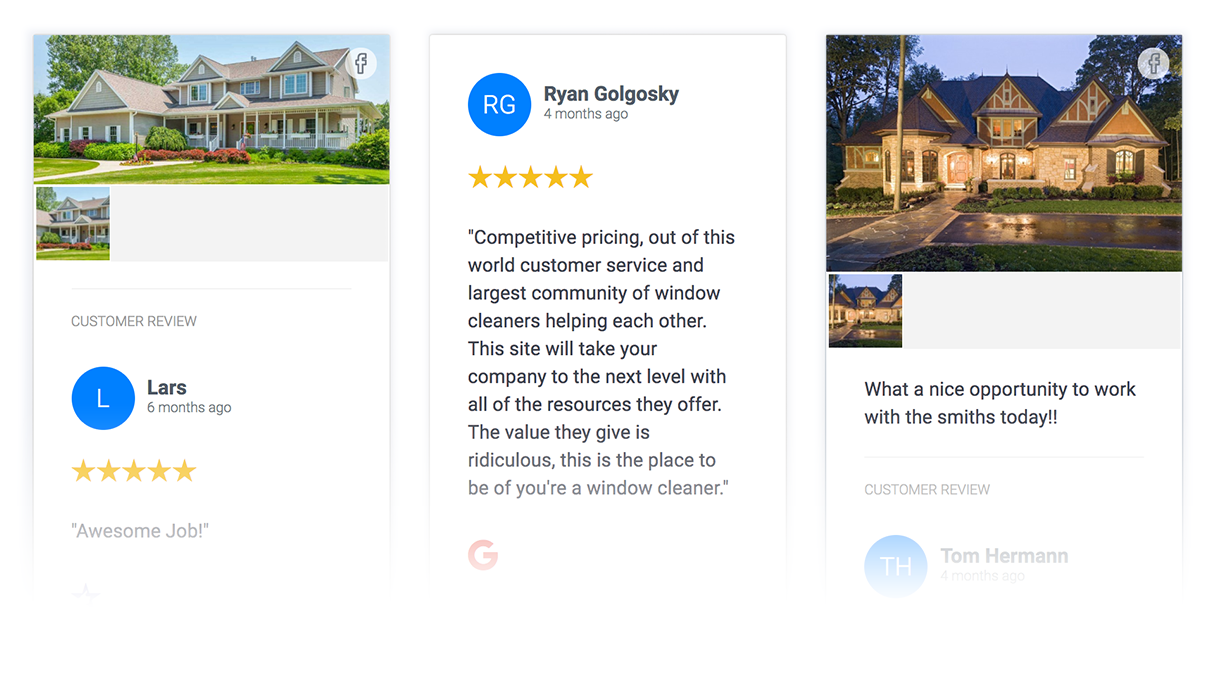 CUSTOMER REVIEW
L
Lars
6 months ago
"Awesome Job!"
RG
Ryan Golgosky
4 months ago
"Competitive pricing, out of this
world customer service and
largest community of window
cleaners helping each other.
This site will take your
company to the next level with
all of the resources they offer.
The value they give is
ridiculous, this is the place to
be of you're a window cleaner."
G
What a nice opportunity to work
with the smiths today!!
CUSTOMER REVIEW
TH
Tom Hermann
4 months ago